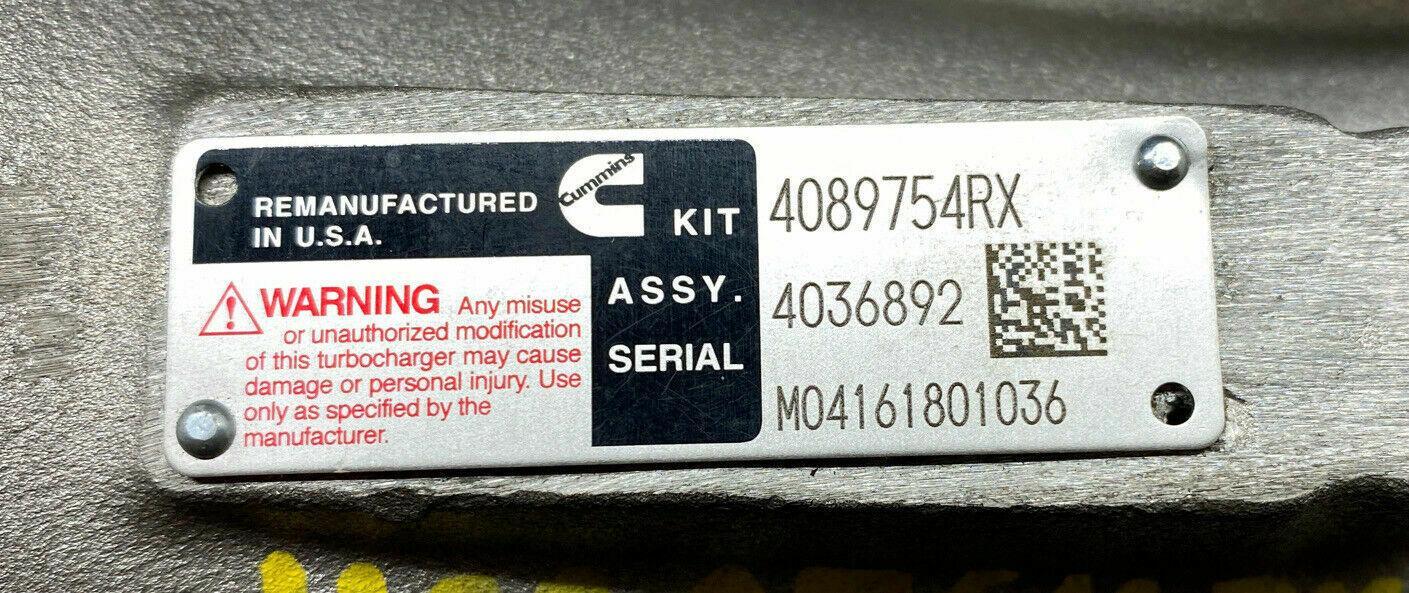 REMANUFACTURED
IN U.S.A.
Cummins
KIT 4089754RX
ASSY. 4036892
SERIAL M04161801036
WARNING Any misuse
or unauthorized modification
of this turbocharger may cause
damage or personal injury. Use
only as specified by the
manufacturer.